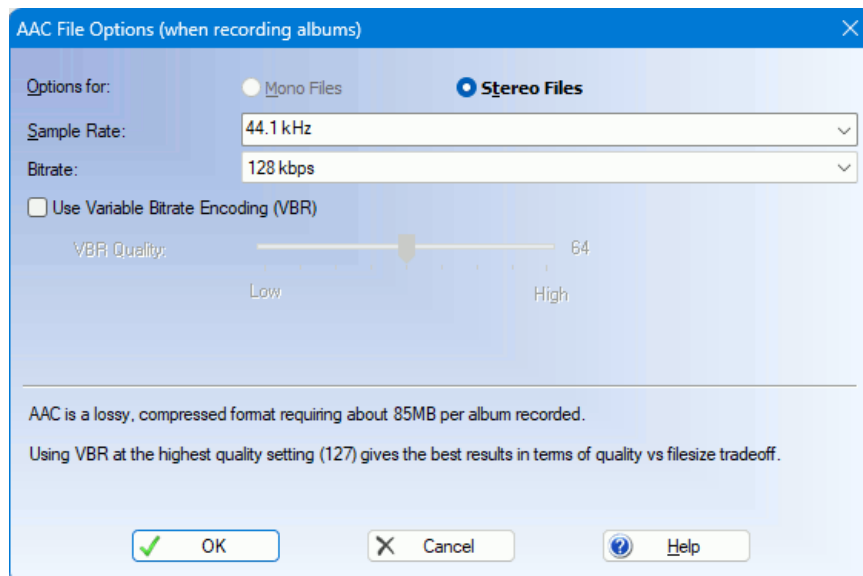 AAC File Options (when recording albums)
Options for: Mono Files Stereo Files
Sample Rate: 44.1 kHz
Bitrate: 128 kbps
Use Variable Bitrate Encoding (VBR)
VBR Quality: 64
Low High
AAC is a lossy, compressed format requiring about 85MB per album recorded.
Using VBR at the highest quality setting (127) gives the best results in terms of quality vs filesize tradeoff.
OK Cancel Help